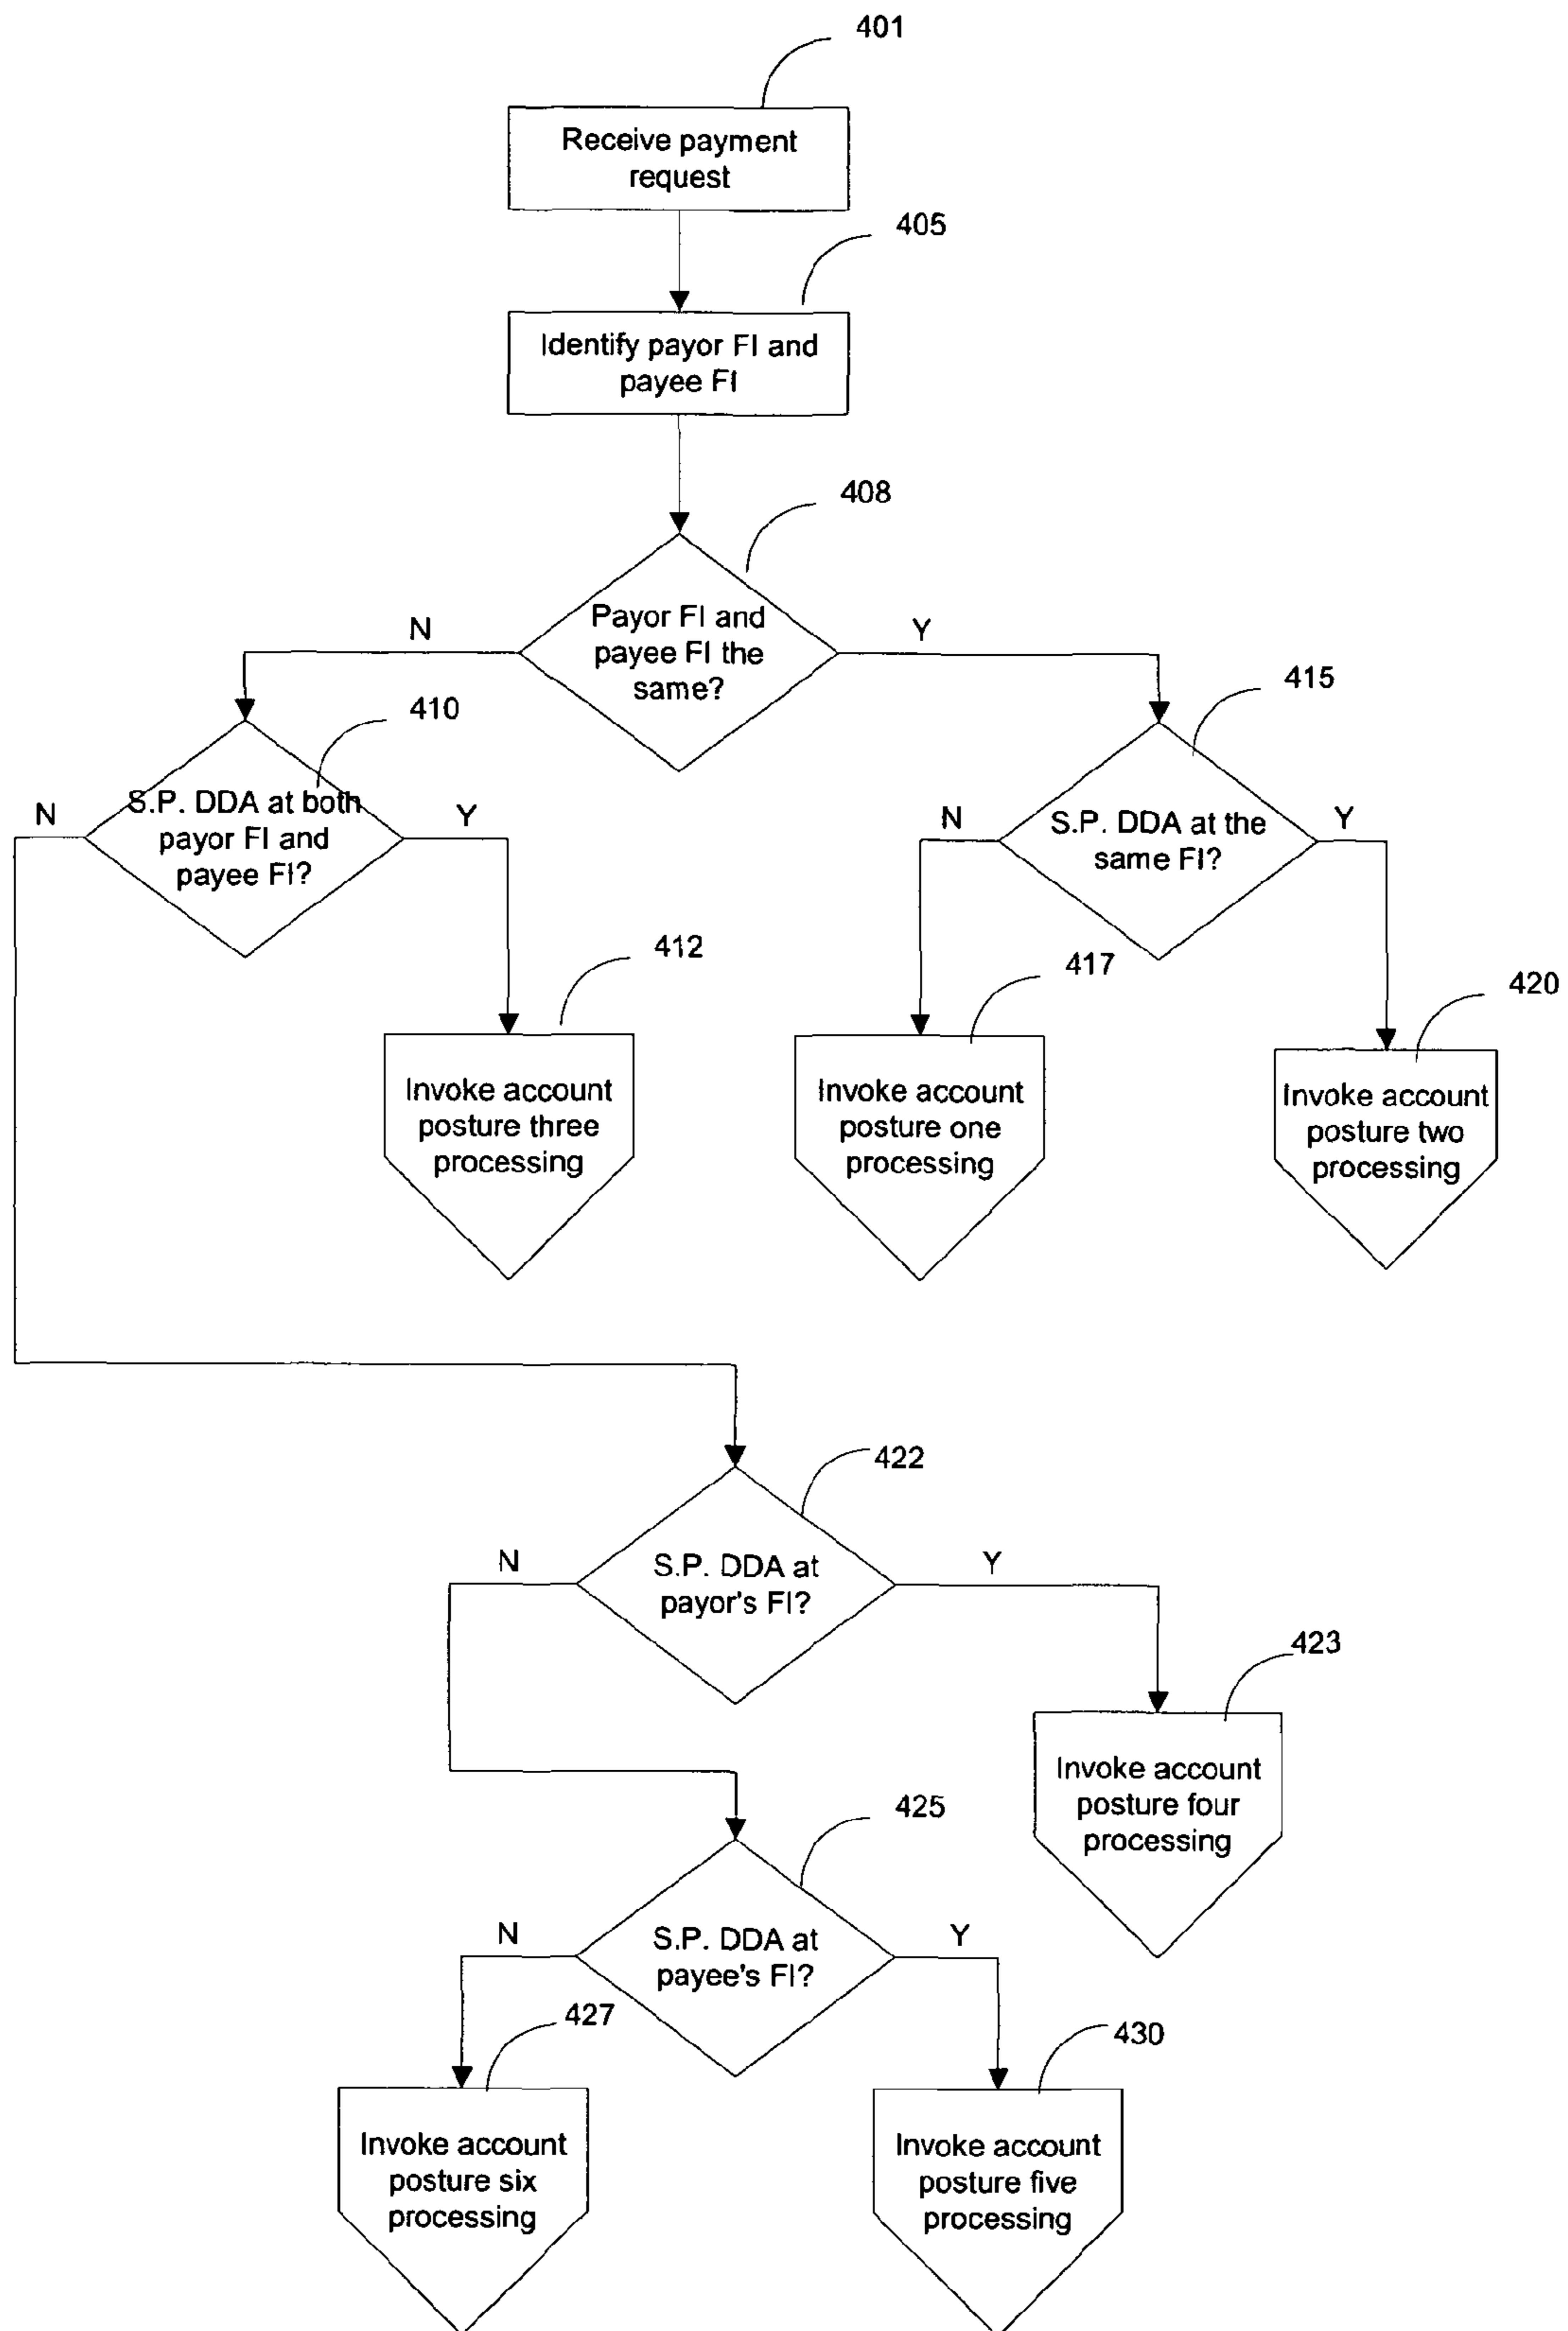 401
Receive payment
request
405
Identify payor FI and
payee FI
408
Payor FI and
payee FI the
same?
N
Y
410
S.P. DDA at both
payor FI and
payee FI?
N
Y
415
S.P. DDA at the
same FI?
N
Y
412
Invoke account
posture three
processing
417
Invoke account
posture one
processing
420
Invoke account
posture two
processing
422
S.P. DDA at
payor's FI?
N
Y
423
Invoke account
posture four
processing
425
S.P. DDA at
payee's FI?
N
Y
427
Invoke account
posture six
processing
430
Invoke account
posture five
processing